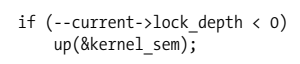 if (--current->lock_depth < 0)
    up(&kernel_sem);